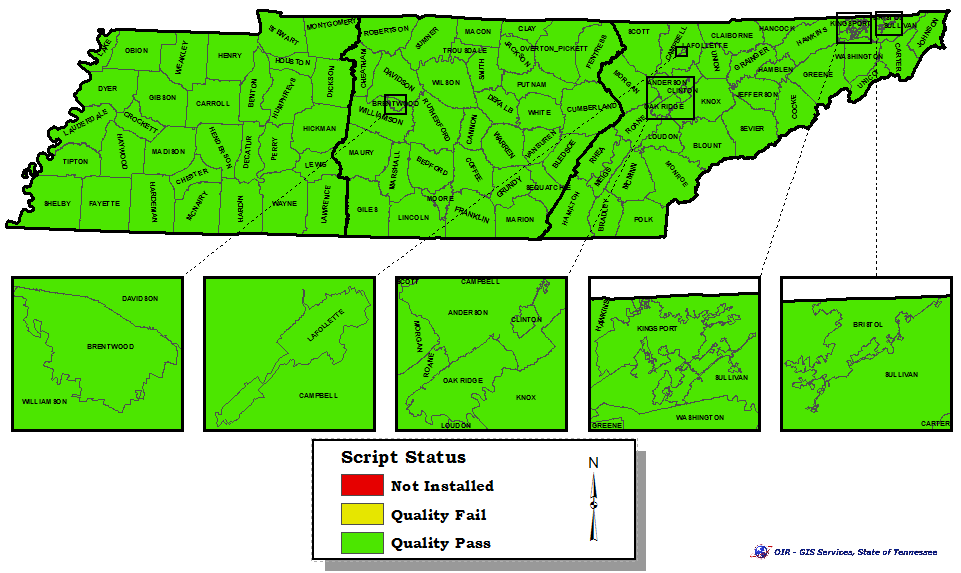 LAKE
OBION
WEAKLEY
HENRY
STEWART
MONTGOMERY
HOUSTON
ROBERTSON
SUMNER
MACON
CLAY
TROUSDALE
JACKSON
OVERTON
PICKETT
FENTRESS
SCOTT
CAMPBELL
LAFOLLETTE
CLAIBORNE
HANCOCK
HAWKINS
KINGSPORT
SULLIVAN
JOHNSON
DYER
GIBSON
CARROLL
BENTON
HUMPHREYS
DICKSON
CHEATHAM
DAVIDSON
WILSON
SMITH
PUTNAM
MORGAN
ANDERSON
CLINTON
UNION
GRAINGER
HAMBLEN
GREENE
WASHINGTON
UNICOI
CARTER
LAUDERDALE
CROCKETT
BRENTWOOD
WILLIAMSON
RUTHERFORD
CANNON
DEKALB
WHITE
CUMBERLAND
OAK RIDGE
ROANE
KNOX
JEFFERSON
COCKE
SEVIER
TIPTON
HAYWOOD
MADISON
HENDERSON
DECATUR
PERRY
HICKMAN
LEWIS
MAURY
MARSHALL
BEDFORD
COFFEE
WARREN
VAN BUREN
BLEDSOE
RHEA
MEIGS
MCMINN
LOUDON
BLOUNT
MONROE
SHELBY
FAYETTE
HARDEMAN
CHESTER
MCNAIRY
HARDIN
WAYNE
LAWRENCE
GILES
LINCOLN
MOORE
FRANKLIN
GRUNDY
SEQUATCHIE
MARION
HAMILTON
BRADLEY
POLK
DAVIDSON
BRENTWOOD
WILLIAMSON
LAFOLLETTE
CAMPBELL
SCOTT
CAMPBELL
ANDERSON
CLINTON
MORGAN
ROANE
OAK RIDGE
KNOX
LOUDON
HAWKINS
KINGSPORT
SULLIVAN
WASHINGTON
GREENE
BRISTOL
SULLIVAN
CARTER
Script Status
Not Installed
Quality Fail
Quality Pass
N
OIR - GIS Services, State of Tennessee